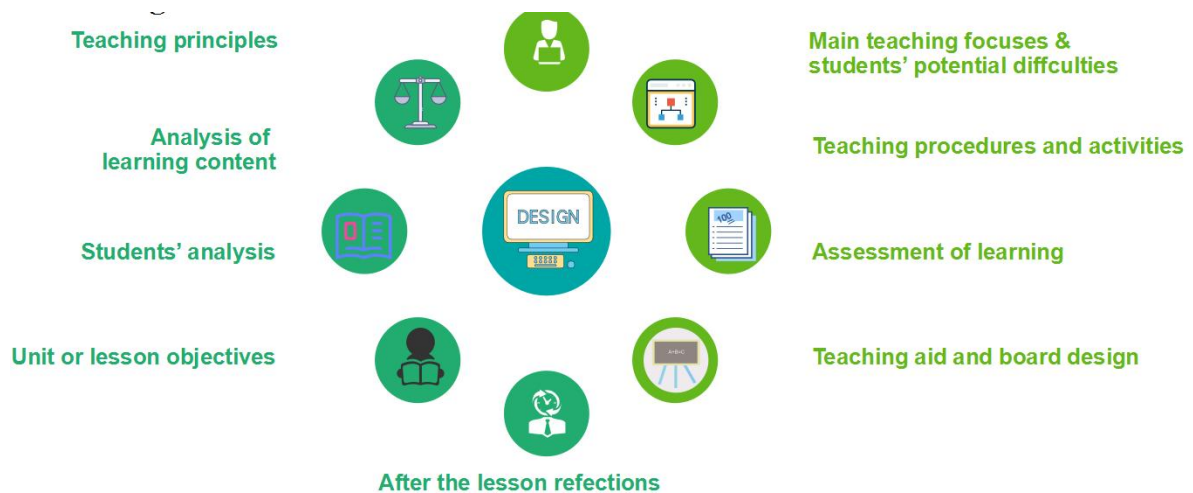 Teaching principles
Main teaching focuses &
students' potential diffculties
Analysis of
learning content
Teaching procedures and activities
DESIGN
100
Students' analysis
Assessment of learning
Unit or lesson objectives
A+B=C
Teaching aid and board design
After the lesson refections